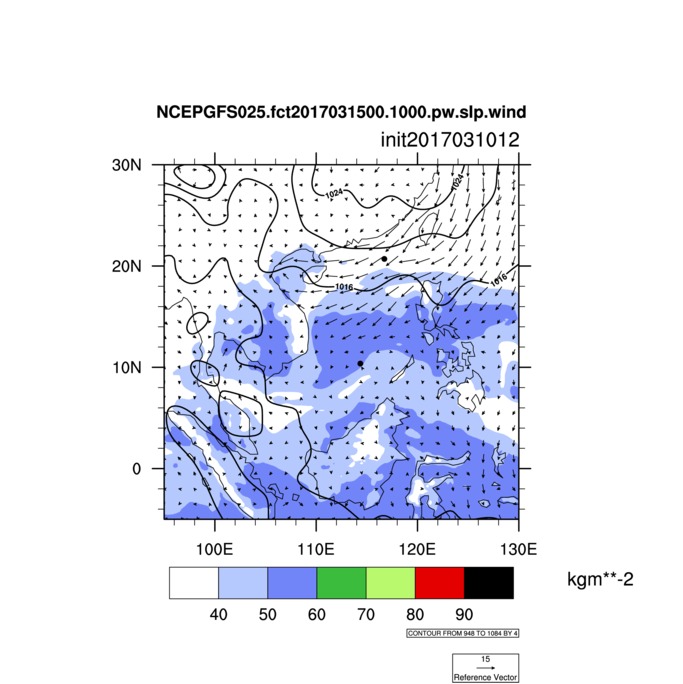 NCEPGFS025.fct2017031500.1000.pw.slp.wind
init2017031012
30N
20N
10N
0
1024
1024
1016
1016
100E 110E 120E 130E
40 50 60 70 80 90
kgm**-2
CONTOUR FROM 948 TO 1084 BY 4
15
Reference Vector